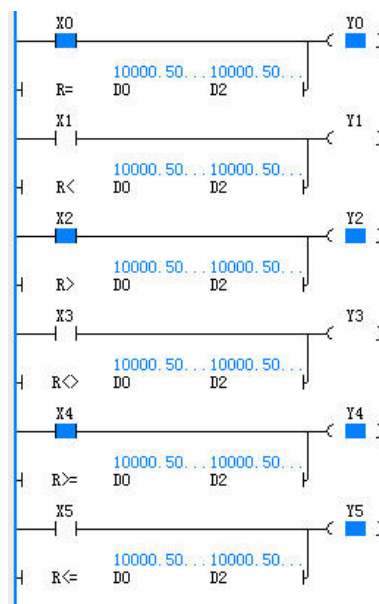 X0 Y0
10000.50...10000.50...
R= D0 D2
X1 Y1
10000.50...10000.50...
R< D0 D2
X2 Y2
10000.50...10000.50...
R> D0 D2
X3 Y3
10000.50...10000.50...
R<> D0 D2
X4 Y4
10000.50...10000.50...
R>= D0 D2
X5 Y5
10000.50...10000.50...
R<= D0 D2